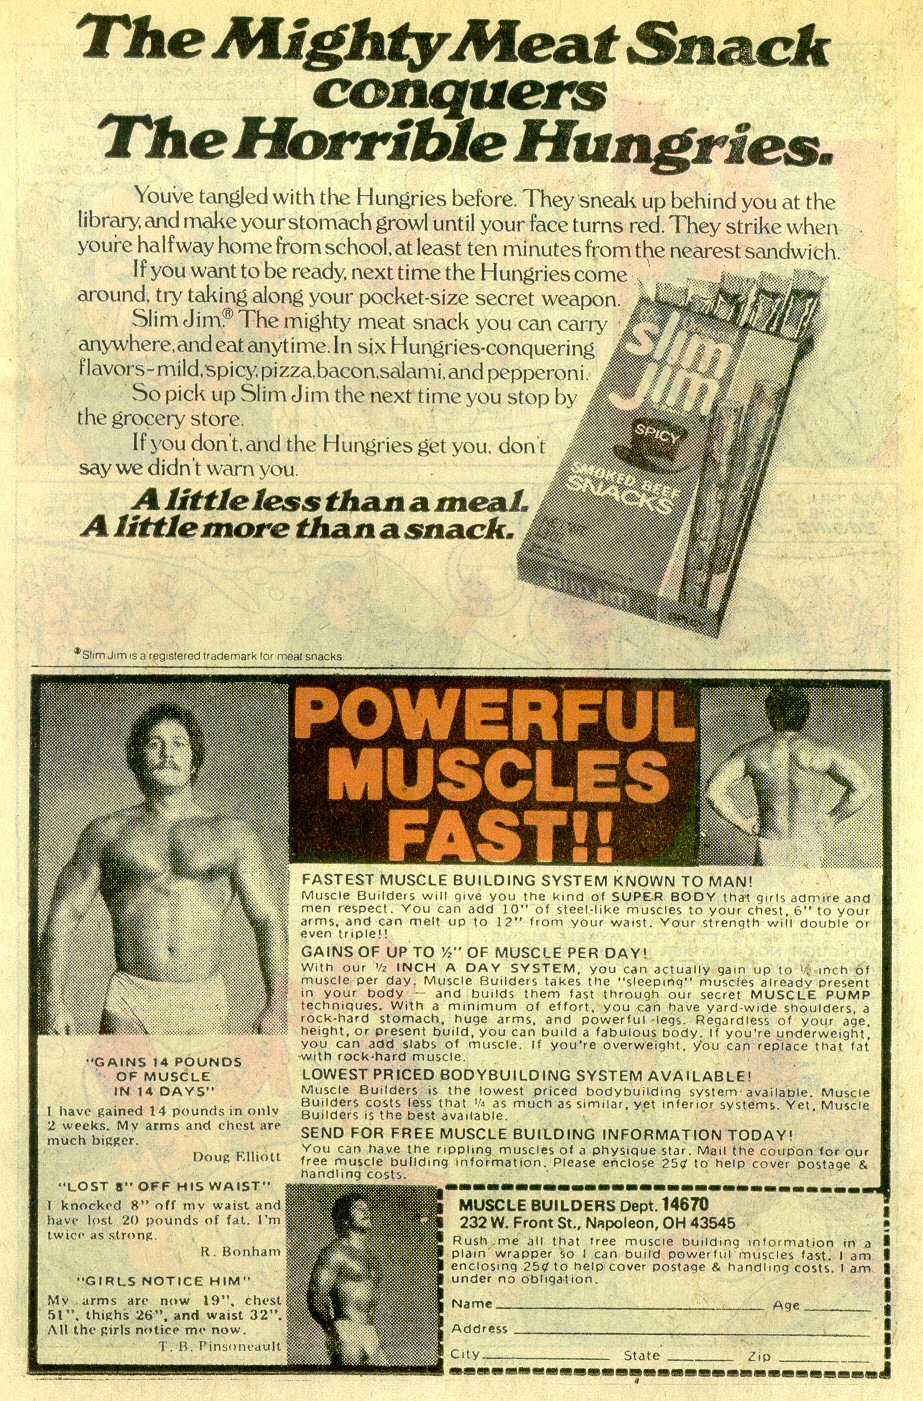 The Mighty Meat Snack
conquers
The Horrible Hungries.
You've tangled with the Hungries before. They sneak up behind you at the
library, and make your stomach growl until your face turns red. They strike when
you're halfway home from school, at least ten minutes from the nearest sandwich.
If you want to be ready, next time the Hungries come
around, try taking along your pocket-size secret weapon.
Slim Jim.® The mighty meat snack you can carry
anywhere, and eat anytime. In six Hungries-conquering
flavors–mild, spicy, pizza, bacon, salami, and pepperoni.
So pick up Slim Jim the next time you stop by
the grocery store.
If you don't, and the Hungries get you, don't
say we didn't warn you.
A little less than a meal.
A little more than a snack.
slim
Jim
SPICY
SMOKED BEEF
SNACKS
slim Jim
®Slim Jim is a registered trademark for meat snacks.
POWERFUL
MUSCLES
FAST!!
FASTEST MUSCLE BUILDING SYSTEM KNOWN TO MAN!
Muscle Builders will give you the kind of SUPER BODY that girls admire and
men respect. You can add 10" of steel-like muscles to your chest, 6" to your
arms, and can melt up to 12" from your waist. Your strength will double or
even triple!!
GAINS OF UP TO ½" OF MUSCLE PER DAY!
With our ½ INCH A DAY SYSTEM, you can actually gain up to ½ inch of
muscle per day. Muscle Builders takes the "sleeping" muscles already present
in your body — and builds them fast through our secret MUSCLE PUMP
techniques. With a minimum of effort, you can have yard-wide shoulders, a
rock-hard stomach, huge arms, and powerful legs. Regardless of your age,
height, or present build, you can build a fabulous body. If you're underweight,
you can add slabs of muscle. If you're overweight, you can replace that fat
with rock-hard muscle.
LOWEST PRICED BODYBUILDING SYSTEM AVAILABLE!
Muscle Builders is the lowest priced bodybuilding system available. Muscle
Builders costs less that ¼ as much as similar, yet inferior systems. Yet, Muscle
Builders is the best available.
SEND FOR FREE MUSCLE BUILDING INFORMATION TODAY!
You can have the rippling muscles of a physique star. Mail the coupon for our
free muscle building information. Please enclose 25¢ to help cover postage &
handling costs.
"GAINS 14 POUNDS
OF MUSCLE
IN 14 DAYS"
I have gained 14 pounds in only
2 weeks. My arms and chest are
much bigger.
Doug Elliott
"LOST 8" OFF HIS WAIST"
I knocked 8" off my waist and
have lost 20 pounds of fat. I'm
twice as strong.
R. Bonham
"GIRLS NOTICE HIM"
My arms are now 19", chest
51", thighs 26", and waist 32".
All the girls notice me now.
T. B. Pinsoneault
MUSCLE BUILDERS Dept. 14670
232 W. Front St., Napoleon, OH 43545
Rush me all that free muscle building information in a
plain wrapper so I can build powerful muscles fast. I am
enclosing 25¢ to help cover postage & handling costs. I am
under no obligation.
Name Age
Address
City State Zip